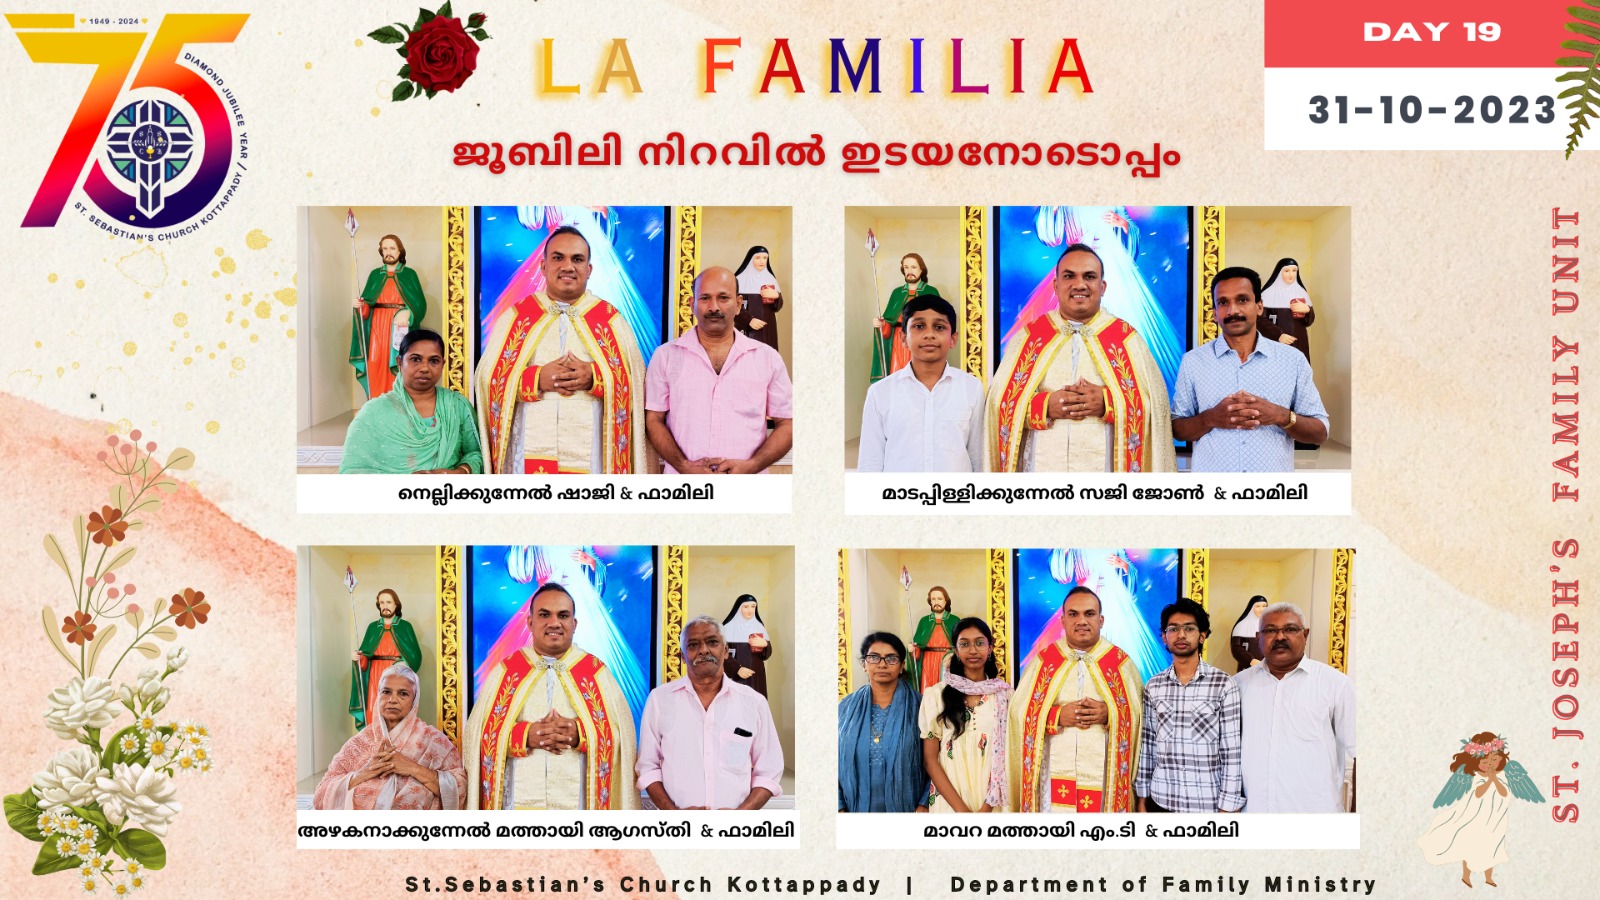 1949 - 2024
75
DIAMOND JUBILEE YEAR / ST. SEBASTIAN'S CHURCH KOTTAPPADY
LA FAMILIA
ജൂബിലി നിറവിൽ ഇടയനോടൊപ്പം
DAY 19
31-10-2023
നെല്ലിക്കുന്നേൽ ഷാജി & ഫാമിലി
മാടപ്പിള്ളിക്കുന്നേൽ സജി ജോൺ & ഫാമിലി
അഴകനാക്കുന്നേൽ മത്തായി ആഗസ്തി & ഫാമിലി
മാവറ മത്തായി എം.ടി & ഫാമിലി
ST. JOSEPH'S FAMILY UNIT
St.Sebastian's Church Kottappady | Department of Family Ministry